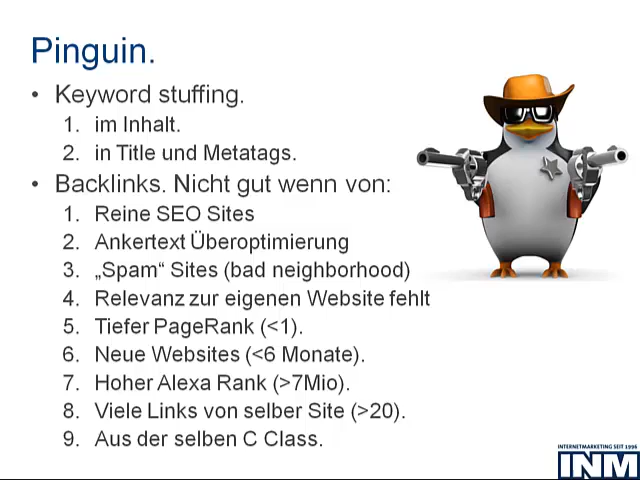 Pinguin.
• Keyword stuffing.
1. im Inhalt.
2. in Title und Metatags.
• Backlinks. Nicht gut wenn von:
1. Reine SEO Sites
2. Ankertext Überoptimierung
3. „Spam“ Sites (bad neighborhood)
4. Relevanz zur eigenen Website fehlt
5. Tiefer PageRank (<1).
6. Neue Websites (<6 Monate).
7. Hoher Alexa Rank (>7Mio).
8. Viele Links von selber Site (>20).
9. Aus der selben C Class.
INTERNETMARKETING SEIT 1996
INM